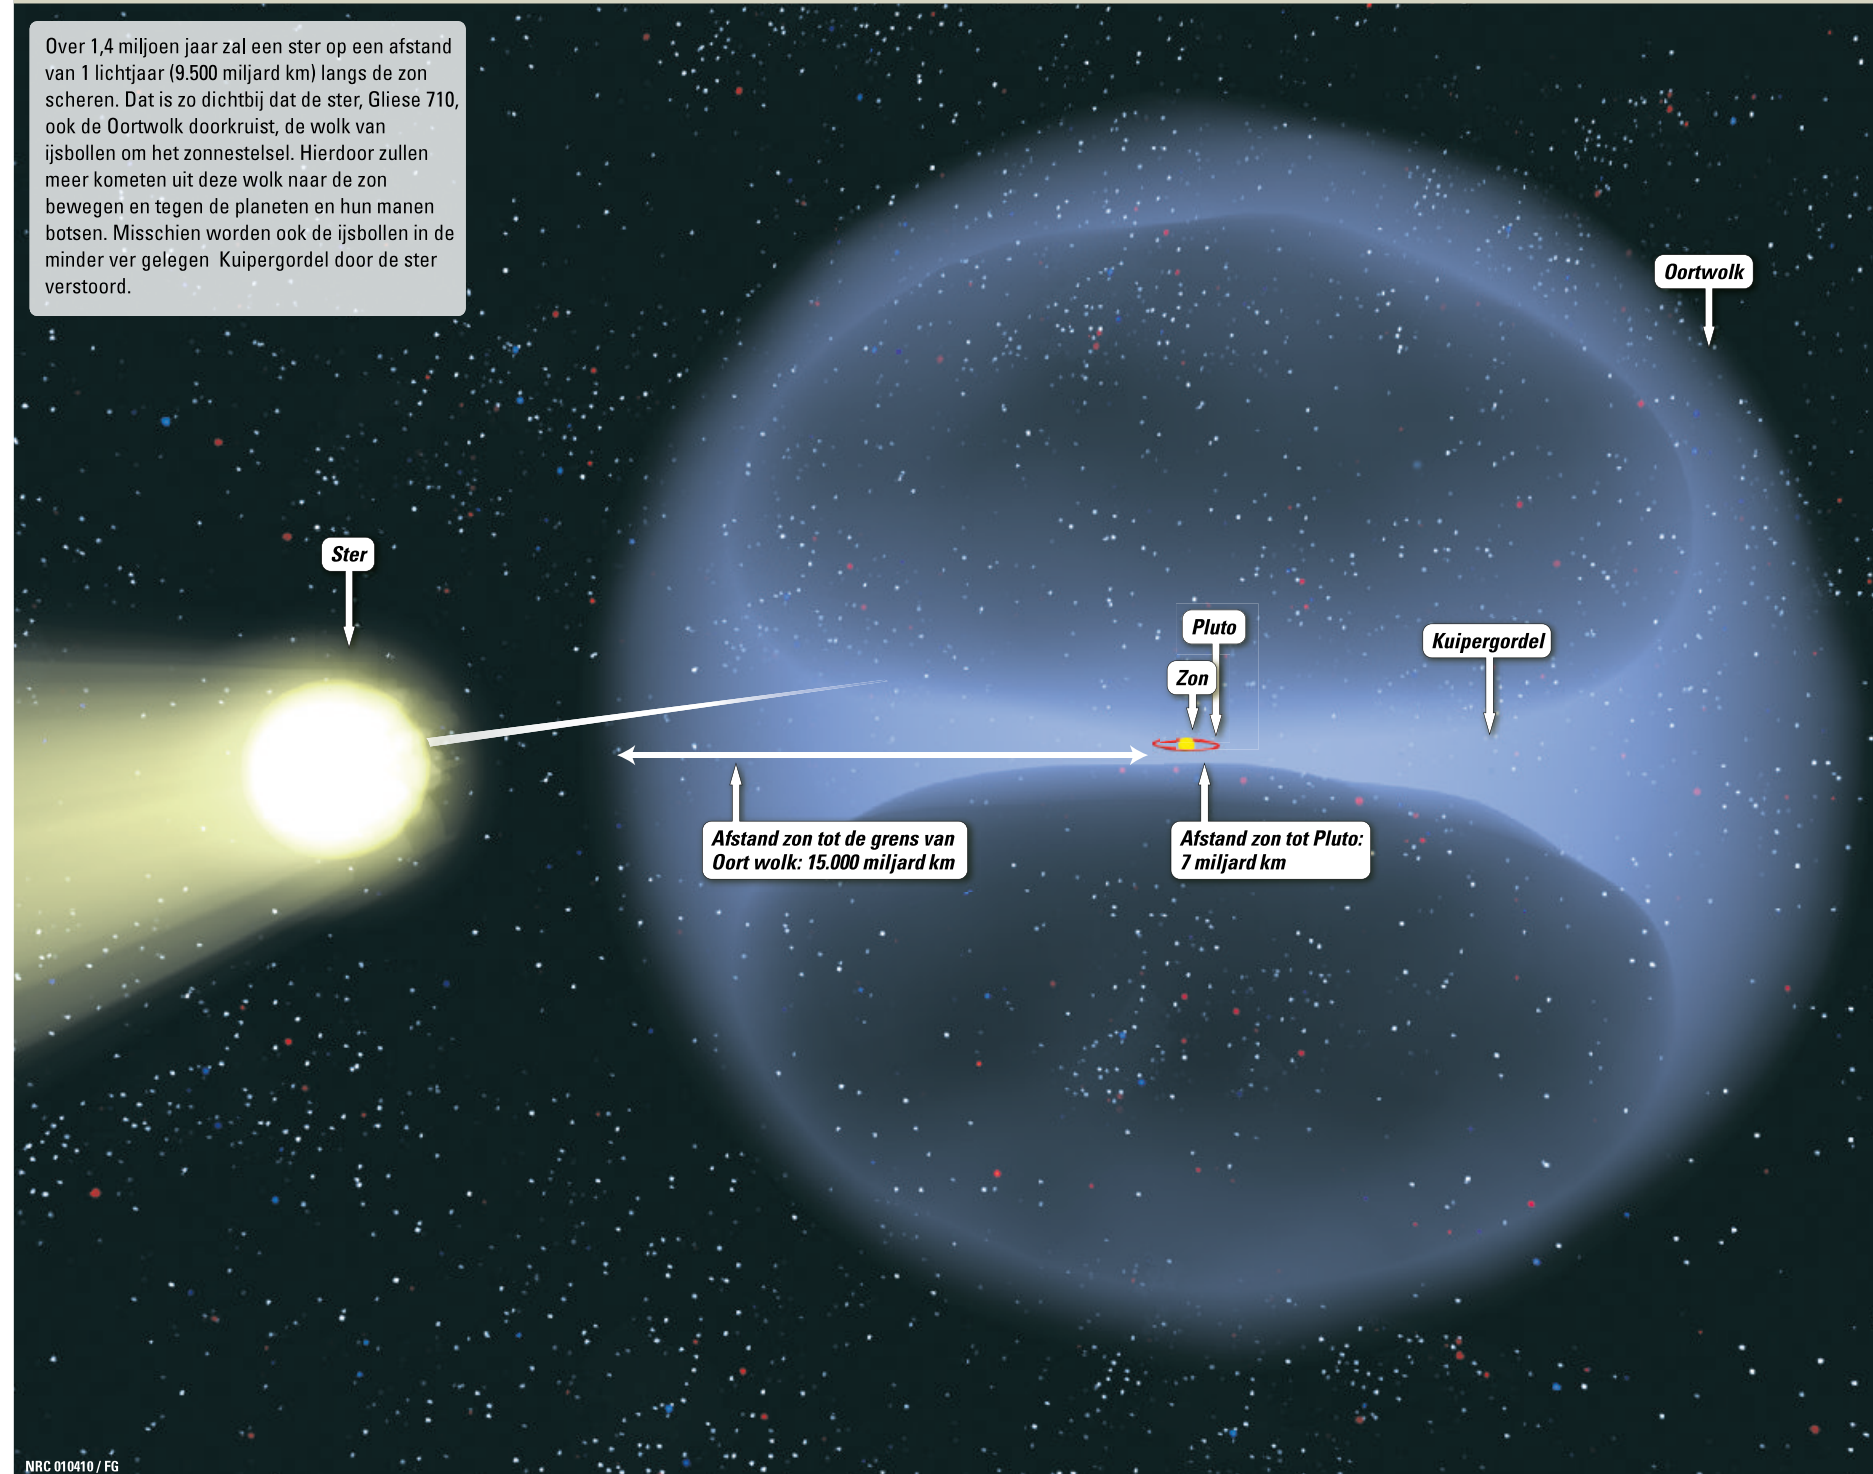 Over 1,4 miljoen jaar zal een ster op een afstand
van 1 lichtjaar (9.500 miljard km) langs de zon
scheren. Dat is zo dichtbij dat de ster, Gliese 710,
ook de Oortwolk doorkruist, de wolk van
ijsbollen om het zonnestelsel. Hierdoor zullen
meer kometen uit deze wolk naar de zon
bewegen en tegen de planeten en hun manen
botsen. Misschien worden ook de ijsbollen in de
minder ver gelegen Kuipergordel door de ster
verstoord.
Oortwolk
Ster
Pluto
Kuipergordel
Zon
Afstand zon tot de grens van
Oort wolk: 15.000 miljard km
Afstand zon tot Pluto:
7 miljard km
NRC 010410 / FG